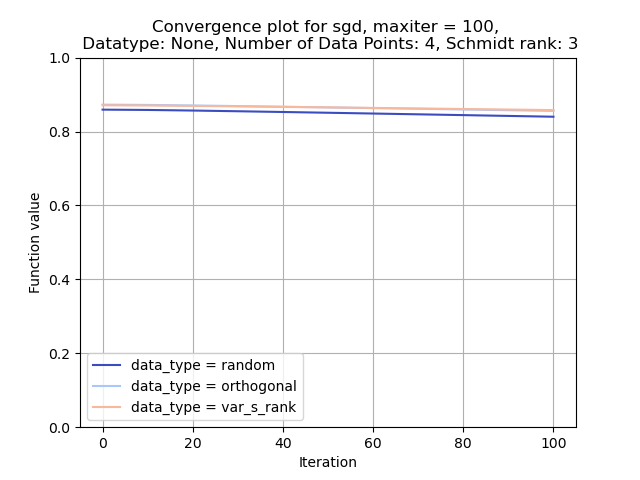 Convergence plot for sgd, maxiter = 100,
Datatype: None, Number of Data Points: 4, Schmidt rank: 3
1.0
0.8
0.6
0.4
0.2
0.0
Function value
data_type = random
data_type = orthogonal
data_type = var_s_rank
0 20 40 60 80 100
Iteration